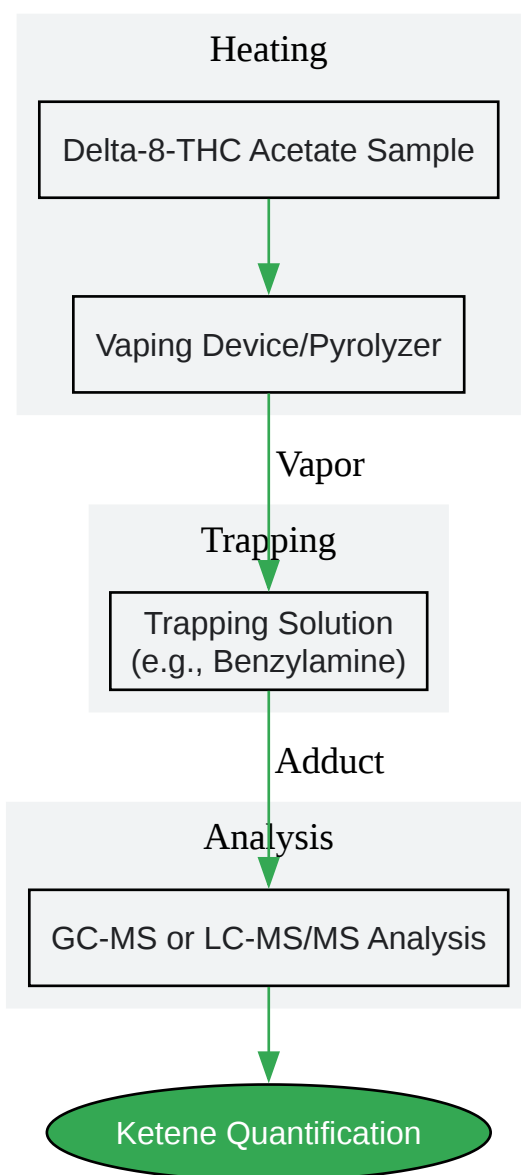 Heating
Delta-8-THC Acetate Sample
Vaping Device/Pyrolyzer
Vapor
Trapping
Trapping Solution
(e.g., Benzylamine)
Adduct
Analysis
GC-MS or LC-MS/MS Analysis
Ketene Quantification